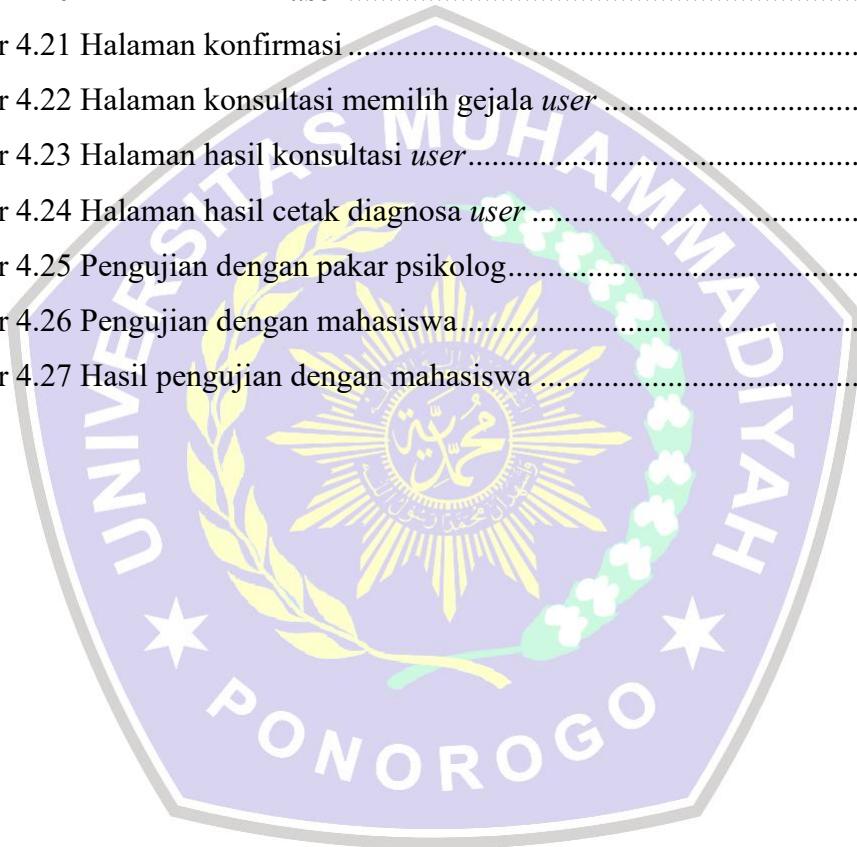 r 4.21 Halaman konfirmasi
r 4.22 Halaman konsultasi memilih gejala user
r 4.23 Halaman hasil konsultasi user
r 4.24 Halaman hasil cetak diagnosa user
r 4.25 Pengujian dengan pakar psikolog
r 4.26 Pengujian dengan mahasiswa
r 4.27 Hasil pengujian dengan mahasiswa
UNIVERSITAS MUHAMMADIYAH
PONOROGO
محمدية